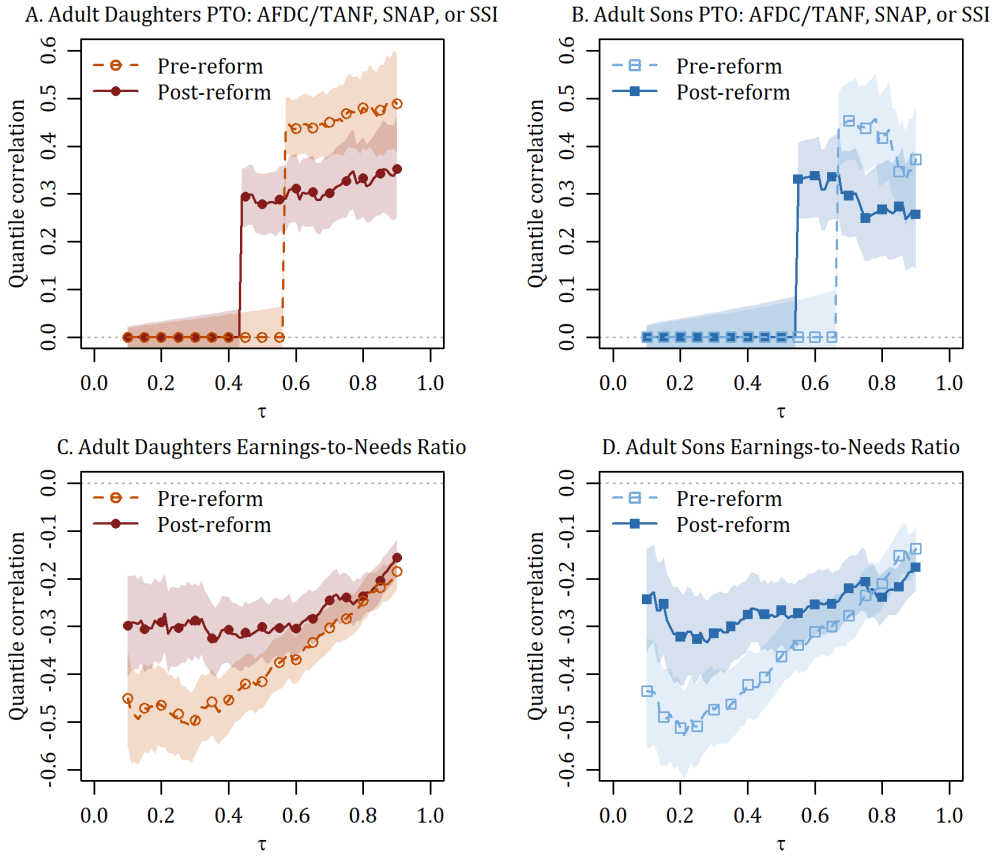 A. Adult Daughters PTO: AFDC/TANF, SNAP, or SSI
Quantile correlation
0.6
0.5
0.4
0.3
0.2
0.1
0.0
Pre-reform
Post-reform
0.0 0.2 0.4 0.6 0.8 1.0
τ
B. Adult Sons PTO: AFDC/TANF, SNAP, or SSI
Quantile correlation
0.6
0.5
0.4
0.3
0.2
0.1
0.0
Pre-reform
Post-reform
0.0 0.2 0.4 0.6 0.8 1.0
τ
C. Adult Daughters Earnings-to-Needs Ratio
Quantile correlation
0.0
-0.1
-0.2
-0.3
-0.4
-0.5
-0.6
Pre-reform
Post-reform
0.0 0.2 0.4 0.6 0.8 1.0
τ
D. Adult Sons Earnings-to-Needs Ratio
Quantile correlation
0.0
-0.1
-0.2
-0.3
-0.4
-0.5
-0.6
Pre-reform
Post-reform
0.0 0.2 0.4 0.6 0.8 1.0
τ